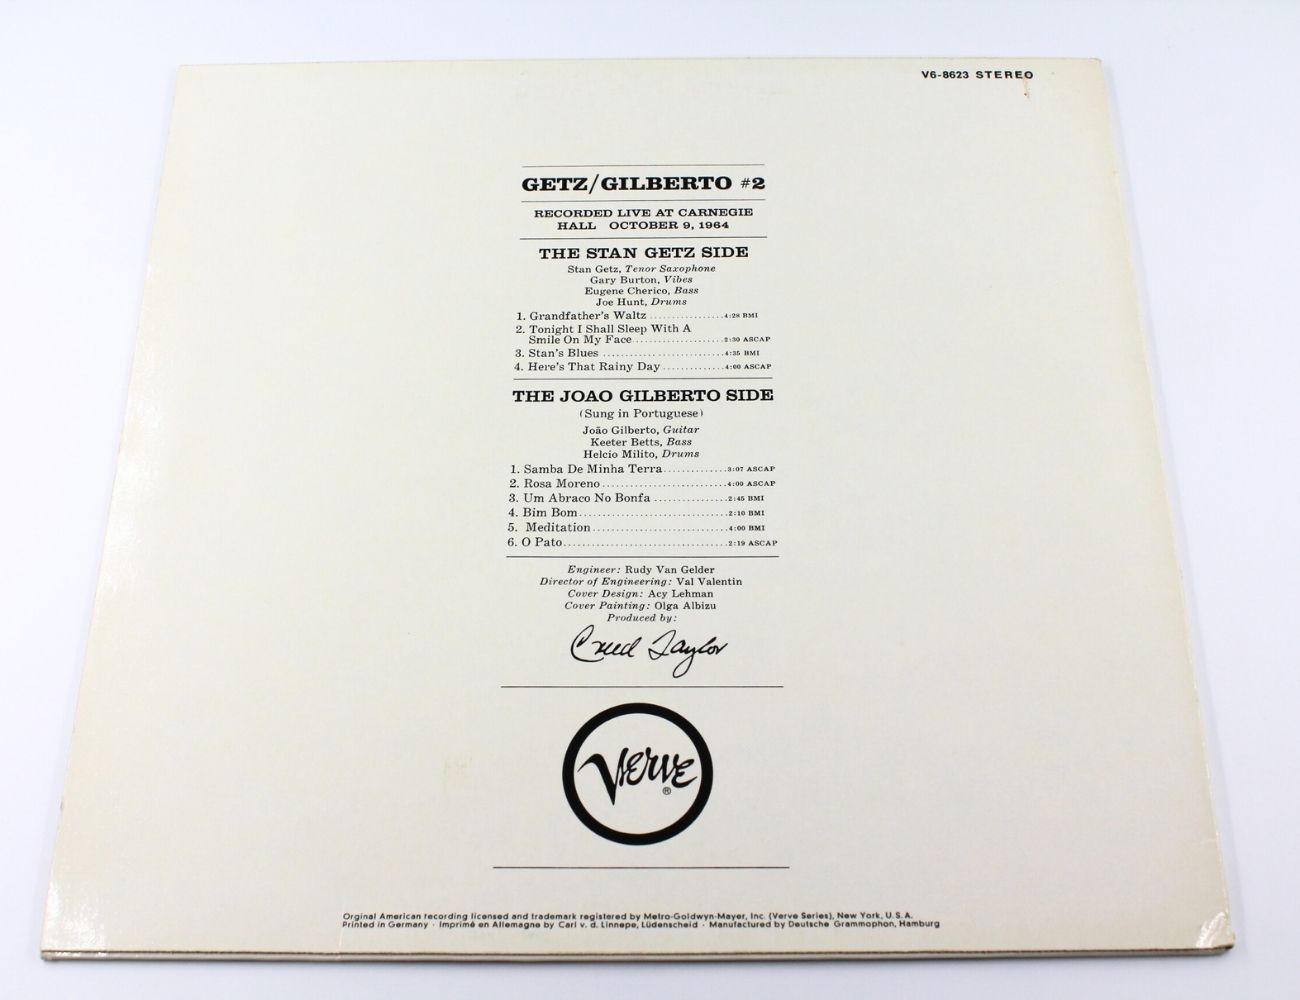 V6-8623 STEREO
GETZ/GILBERTO #2
RECORDED LIVE AT CARNEGIE
HALL OCTOBER 9, 1964
THE STAN GETZ SIDE
Stan Getz, Tenor Saxophone
Gary Burton, Vibes
Eugene Cherico, Bass
Joe Hunt, Drums
1. Grandfather's Waltz ................4:28 BMI
2. Tonight I Shall Sleep With A
Smile On My Face...................2:30 ASCAP
3. Stan's Blues .........................4:35 BMI
4. Here's That Rainy Day.............4:00 ASCAP
THE JOAO GILBERTO SIDE
(Sung in Portuguese)
João Gilberto, Guitar
Keeter Betts, Bass
Helcio Milito, Drums
1. Samba De Minha Terra.............3:07 ASCAP
2. Rosa Moreno..........................4:00 ASCAP
3. Um Abraco No Bonfa ...............2:45 BMI
4. Bim Bom...............................2:10 BMI
5. Meditation............................4:00 BMI
6. O Pato.................................2:19 ASCAP
Engineer: Rudy Van Gelder
Director of Engineering: Val Valentin
Cover Design: Acy Lehman
Cover Painting: Olga Albizu
Produced by:
Creed Taylor
VERVE ®
Orginal American recording licensed and trademark registered by Metro-Goldwyn-Mayer, Inc. (Verve Series), New York, U.S.A.
Printed in Germany · Imprimé en Allemagne by Carl v. d. Linnepe, Lüdenscheid · Manufactured by Deutsche Grammophon, Hamburg